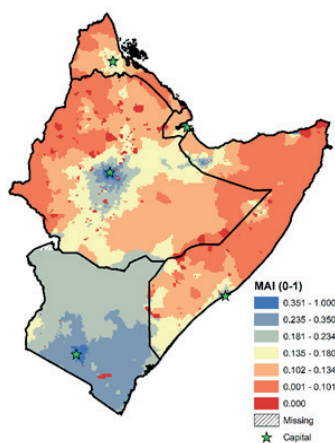 MAI (0-1)
0.351 - 1.000
0.235 - 0.350
0.181 - 0.234
0.135 - 0.180
0.102 - 0.134
0.001 - 0.101
0.000
Missing
Capital